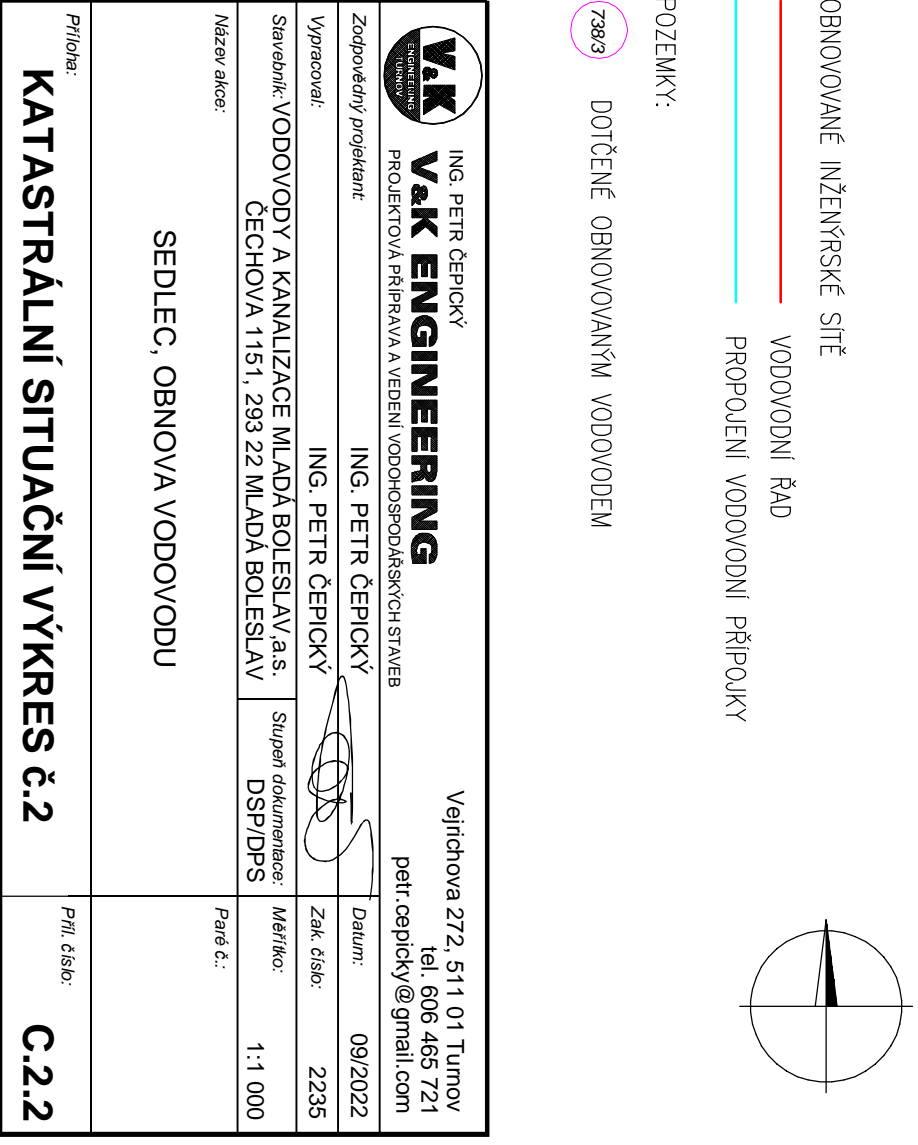 OBNOVOVANÉ INŽENÝRSKÉ SÍTĚ
VODOVODNÍ ŘAD
PROPOJENÍ VODOVODNÍ PŘÍPOJKY
POZEMKY:
738/3 DOTČENÉ OBNOVOVANÝM VODOVODEM
V&K
ENGINEERING
TURNOV
ING. PETR ČEPICKÝ
V&K ENGINEERING
PROJEKTOVÁ PŘÍPRAVA A VEDENÍ VODOHOSPODÁŘSKÝCH STAVEB
Vejrichova 272, 511 01 Turnov
tel. 606 465 721
petr.cepicky@gmail.com
Zodpovědný projektant: ING. PETR ČEPICKÝ
Datum: 09/2022
Vypracoval: ING. PETR ČEPICKÝ
Zak. číslo: 2235
Stavebník: VODOVODY A KANALIZACE MLADÁ BOLESLAV,a.s.
ČECHOVA 1151, 293 22 MLADÁ BOLESLAV
Stupeň dokumentace:
DSP/DPS
Měřítko: 1:1 000
Název akce:
SEDLEC, OBNOVA VODOVODU
Paré č.:
Příloha:
KATASTRÁLNÍ SITUAČNÍ VÝKRES č.2
Příl. číslo:
C.2.2